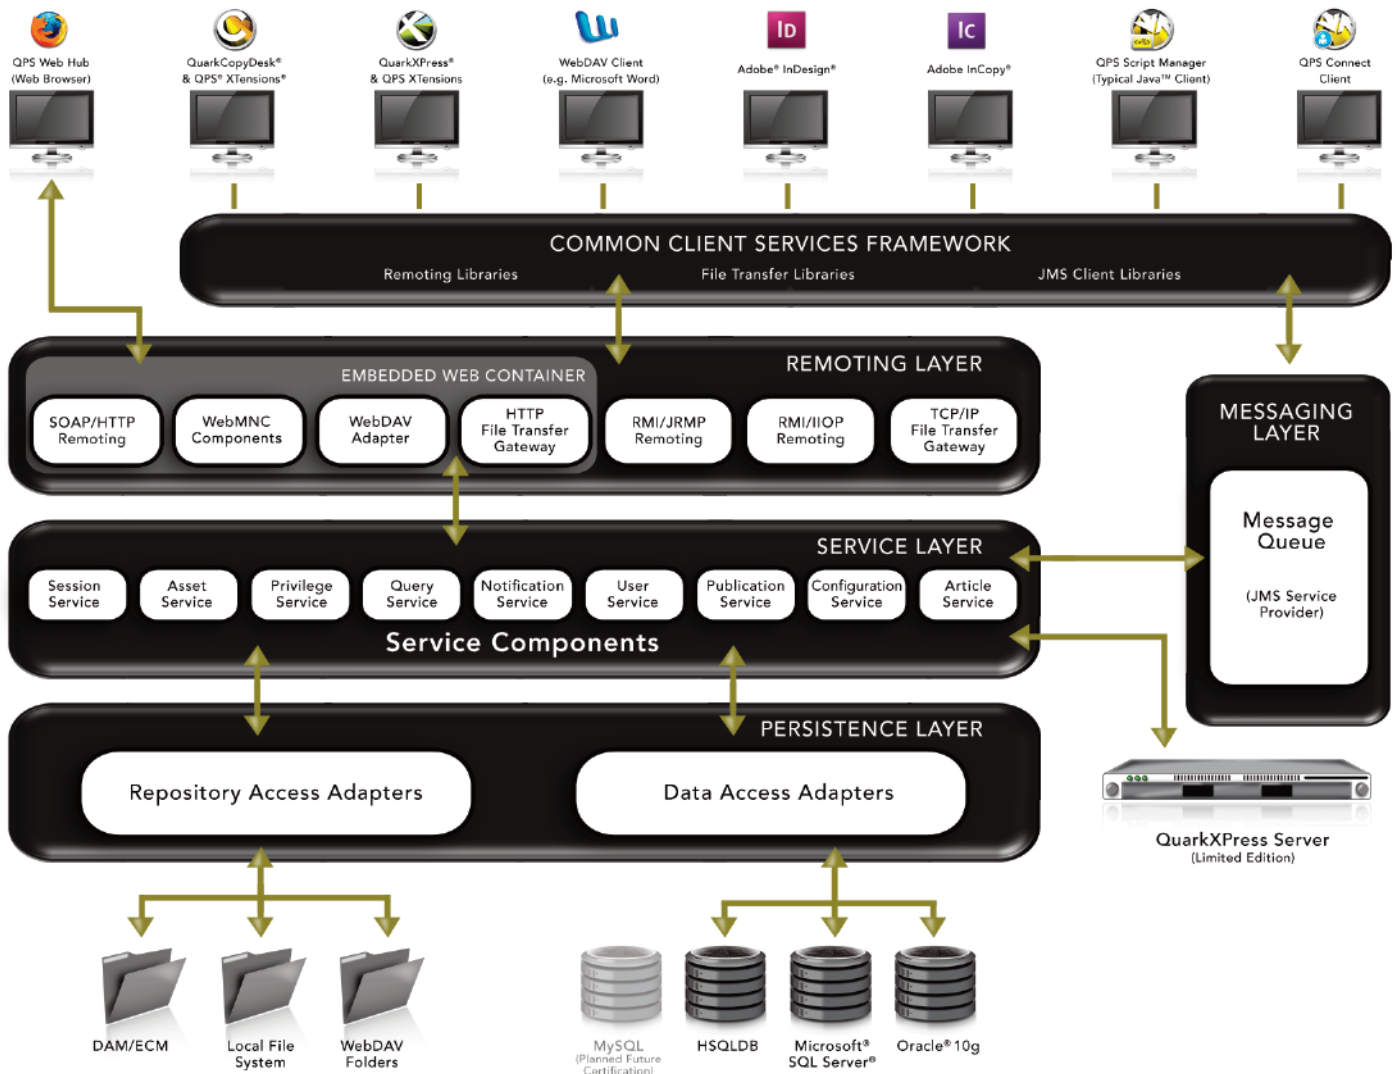 QPS Web Hub
(Web Browser)
QuarkCopyDesk®
& QPS® XTensions®
QuarkXPress®
& QPS XTensions
WebDAV Client
(e.g. Microsoft Word)
ID
Adobe® InDesign®
Ic
Adobe InCopy®
QPS Script Manager
(Typical Java™ Client)
QPS Connect
Client
COMMON CLIENT SERVICES FRAMEWORK
Remoting Libraries
File Transfer Libraries
JMS Client Libraries
REMOTING LAYER
EMBEDDED WEB CONTAINER
SOAP/HTTP
Remoting
WebMNC
Components
WebDAV
Adapter
HTTP
File Transfer
Gateway
RMI/JRMP
Remoting
RMI/IIOP
Remoting
TCP/IP
File Transfer
Gateway
MESSAGING
LAYER
Message
Queue
(JMS Service
Provider)
SERVICE LAYER
Session
Service
Asset
Service
Privilege
Service
Query
Service
Notification
Service
User
Service
Publication
Service
Configuration
Service
Article
Service
Service Components
PERSISTENCE LAYER
Repository Access Adapters
Data Access Adapters
QuarkXPress Server
(Limited Edition)
DAM/ECM
Local File
System
WebDAV
Folders
MySQL
(Planned Future
Certification)
HSQLDB
Microsoft®
SQL Server®
Oracle® 10g